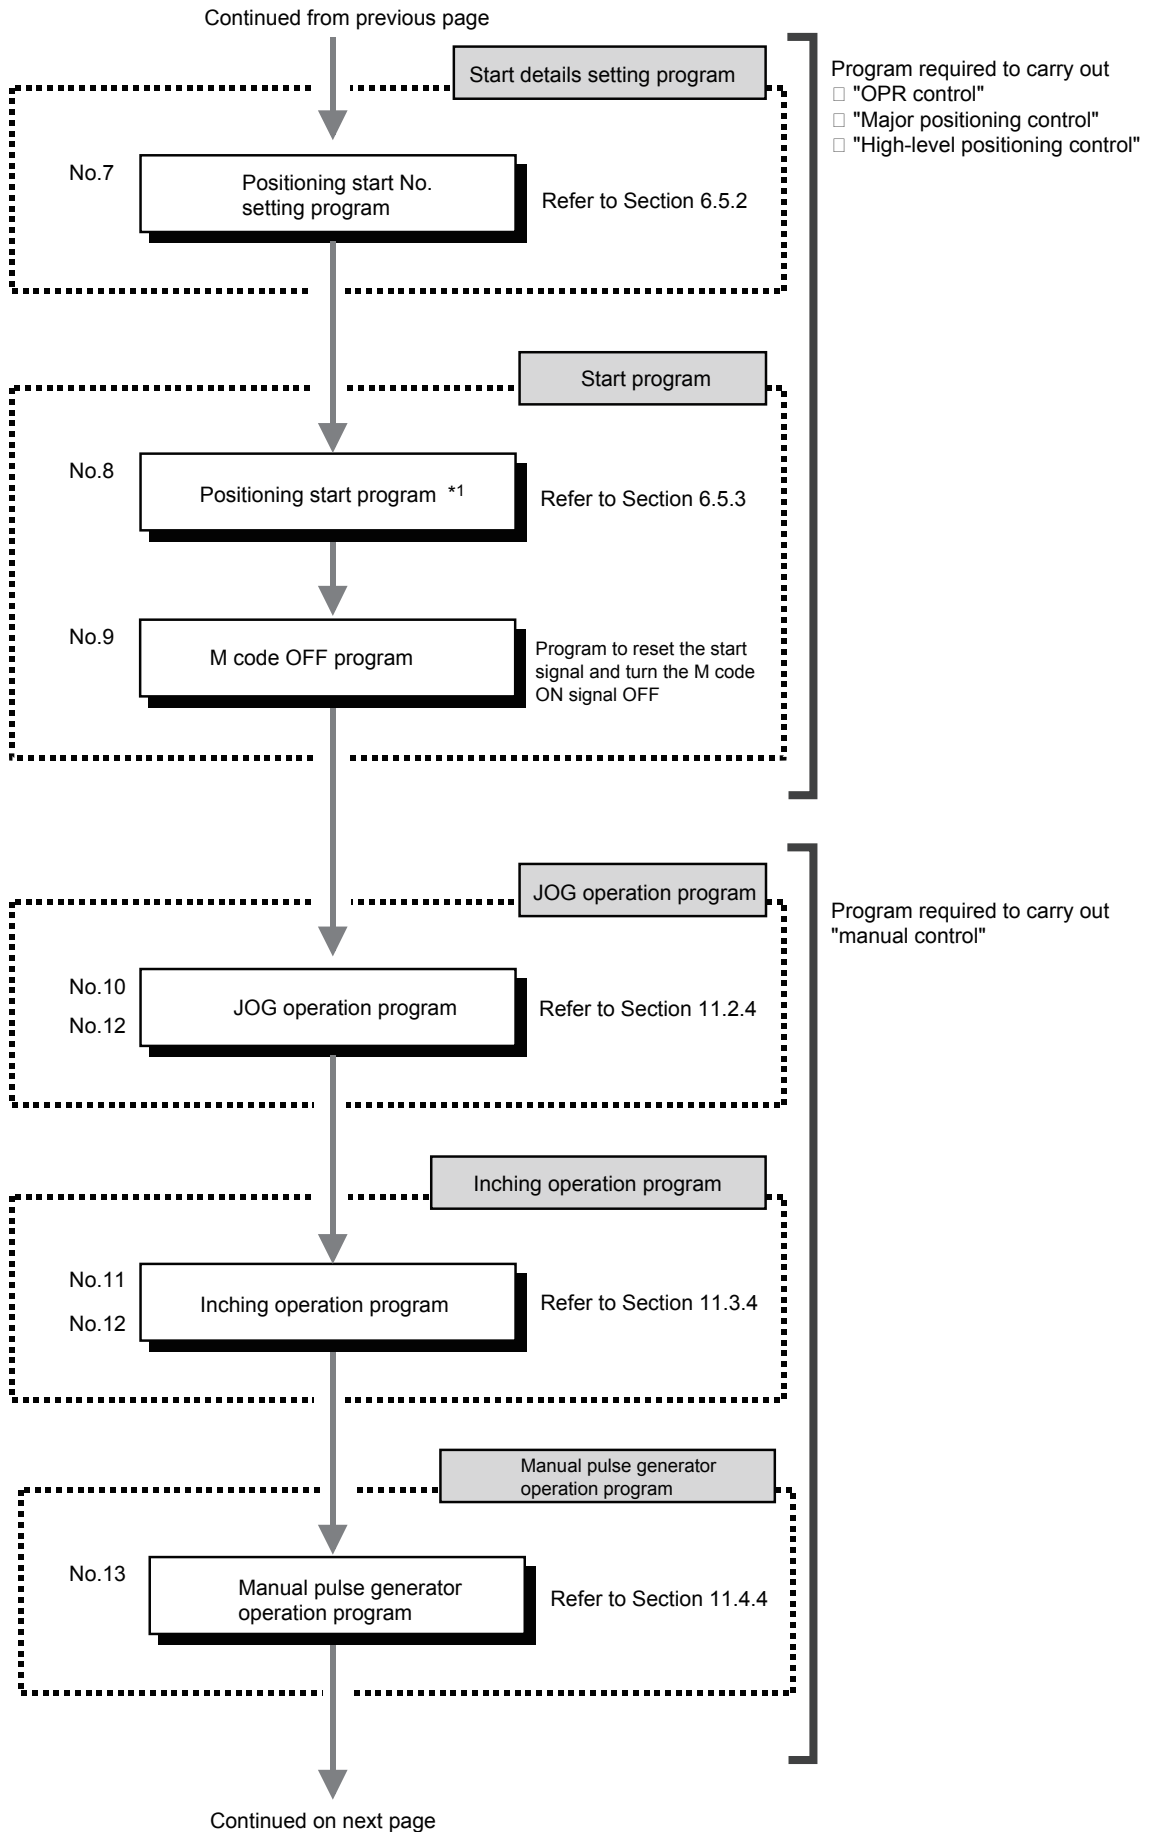 Continued from previous page
Start details setting program
Program required to carry out
□ "OPR control"
□ "Major positioning control"
□ "High-level positioning control"
No.7
Positioning start No.
setting program
Refer to Section 6.5.2
Start program
No.8
Positioning start program *1
Refer to Section 6.5.3
No.9
M code OFF program
Program to reset the start
signal and turn the M code
ON signal OFF
JOG operation program
Program required to carry out
"manual control"
No.10
No.12
JOG operation program
Refer to Section 11.2.4
Inching operation program
No.11
No.12
Inching operation program
Refer to Section 11.3.4
Manual pulse generator
operation program
No.13
Manual pulse generator
operation program
Refer to Section 11.4.4
Continued on next page